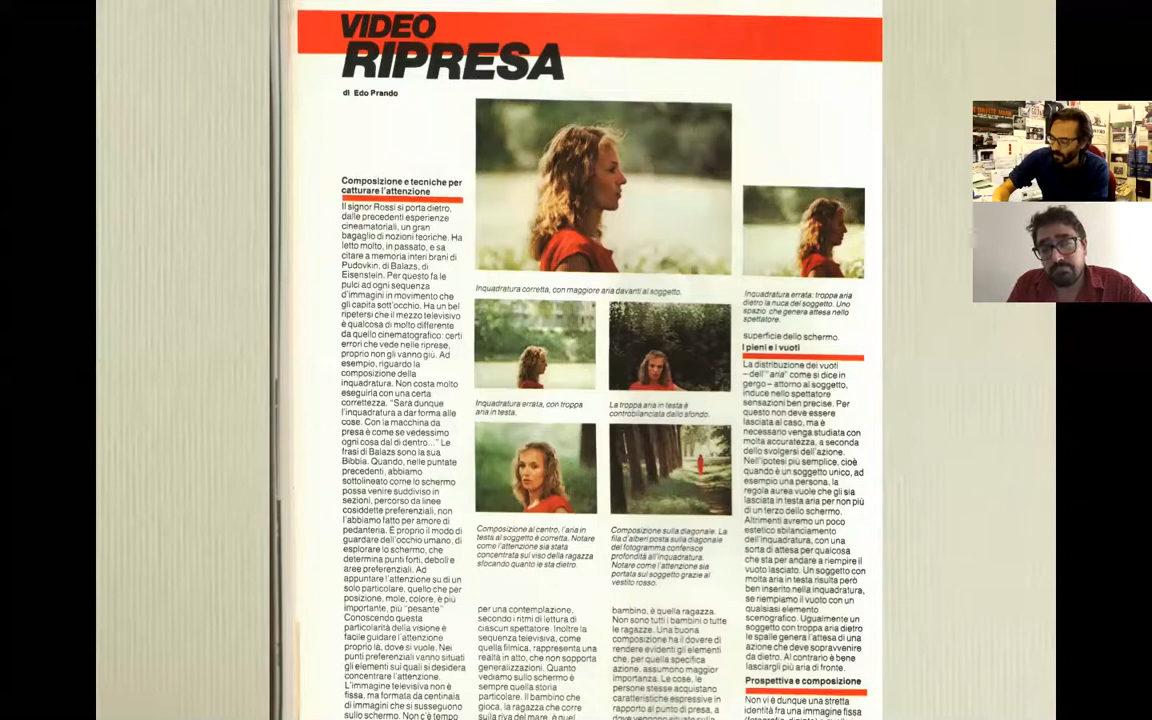 VIDEO
RIPRESA
di Edo Prando
Composizione e tecniche per
catturare l'attenzione
Il signor Rossi si porta dietro,
dalle precedenti esperienze
cinematoriali, un gran
bagaglio di nozioni teoriche. Ha
letto molto, in passato, e sa
citare a memoria interi brani di
Pudovkin, di Balazs, di
Eisenstein. Per questo fa le
pulci ad ogni sequenza
d'immagini in movimento che
gli capita sott'occhio. Ha un bel
ripetersi che il mezzo televisivo
è qualcosa di molto differente
da quello cinematografico: certi
errori che vede nelle riprese,
proprio non gli vanno giù. Ad
esempio, riguardo la
composizione della
inquadratura. Non costa molto
eseguirla con una certa
correttezza. "Sarà dunque
l'inquadratura a dar forma alle
cose. Con la macchina da
presa è come se vedessimo
ogni cosa dal di dentro..." Le
frasi di Balazs sono la sua
Bibbia. Quando, nelle puntate
precedenti, abbiamo
sottolineato come lo schermo
possa venire suddiviso in
sezioni, percorso da linee
cosiddette preferenziali, non
l'abbiamo fatto per amore di
pedanteria. È proprio il modo di
guardare dell'occhio umano, di
esplorare lo schermo, che
determina punti forti, deboli e
aree preferenziali. Ad
appuntare l'attenzione su di un
solo particolare, quello che per
posizione, mole, colore, è più
importante, più "pesante"
Conoscendo questa
particolarità della visione è
facile guidare l'attenzione
proprio là, dove si vuole. Nei
punti preferenziali vanno situati
gli elementi sui quali si desidera
concentrare l'attenzione.
L'immagine televisiva non è
fissa, ma formata da centinaia
di immagini che si susseguono
sullo schermo. Non c'è tempo
Inquadratura corretta, con maggiore aria davanti al soggetto.
Inquadratura errata, con troppa
aria in testa.
La troppa aria in testa è
controbilanciata dallo sfondo.
Composizione al centro, l'aria in
testa al soggetto è corretta. Notare
come l'attenzione sia stata
concentrata sul viso della ragazza
sfocando quanto le sta dietro.
Composizione sulla diagonale. La
fila d'alberi posta sulla diagonale
del fotogramma conferisce
profondità all'inquadratura.
Notare come l'attenzione sia
portata sul soggetto grazie al
vestito rosso.
per una contemplazione,
secondo i ritmi di lettura di
ciascun spettatore. Inoltre la
sequenza televisiva, come
quella filmica, rappresenta una
realtà in atto, che non sopporta
generalizzazioni. Quanto
vediamo sullo schermo è
sempre quella storia
particolare. Il bambino che
gioca, la ragazza che corre
sulla riva del mare, è quel
bambino, è quella ragazza.
Non sono tutti i bambini o tutte
le ragazze. Una buona
composizione ha il dovere di
rendere evidenti gli elementi
che, per quella specifica
azione, assumono maggior
importanza. Le cose, le
persone stesse acquistano
caratteristiche espressive in
rapporto al punto di presa, a
dove vengono situate sulla
Inquadratura errata: troppa aria
dietro la nuca del soggetto. Uno
spazio che genera attesa nello
spettatore.
superficie dello schermo.
I pieni e i vuoti
La distribuzione dei vuoti
–dell'"aria" come si dice in
gergo– attorno al soggetto,
induce nello spettatore
sensazioni ben precise. Per
questo non deve essere
lasciata al caso, ma è
necessario venga studiata con
molta accuratezza, a seconda
dello svolgersi dell'azione.
Nell'ipotesi più semplice, cioè
quando è un soggetto unico, ad
esempio una persona, la
regola aurea vuole che gli sia
lasciata in testa aria per non più
di un terzo dello schermo.
Altrimenti avremo un poco
estetico sbilanciamento
dell'inquadratura, con una
sorta di attesa per qualcosa
che sta per andare a riempire il
vuoto lasciato. Un soggetto con
molta aria in testa risulta però
ben inserito nella inquadratura,
se riempiamo il vuoto con un
qualsiasi elemento
scenografico. Ugualmente un
soggetto con troppa aria dietro
le spalle genera l'attesa di una
azione che deve sopravvenire
da dietro. Al contrario è bene
lasciargli più aria di fronte.
Prospettiva e composizione
Non vi è dunque una stretta
identità fra una immagine fissa